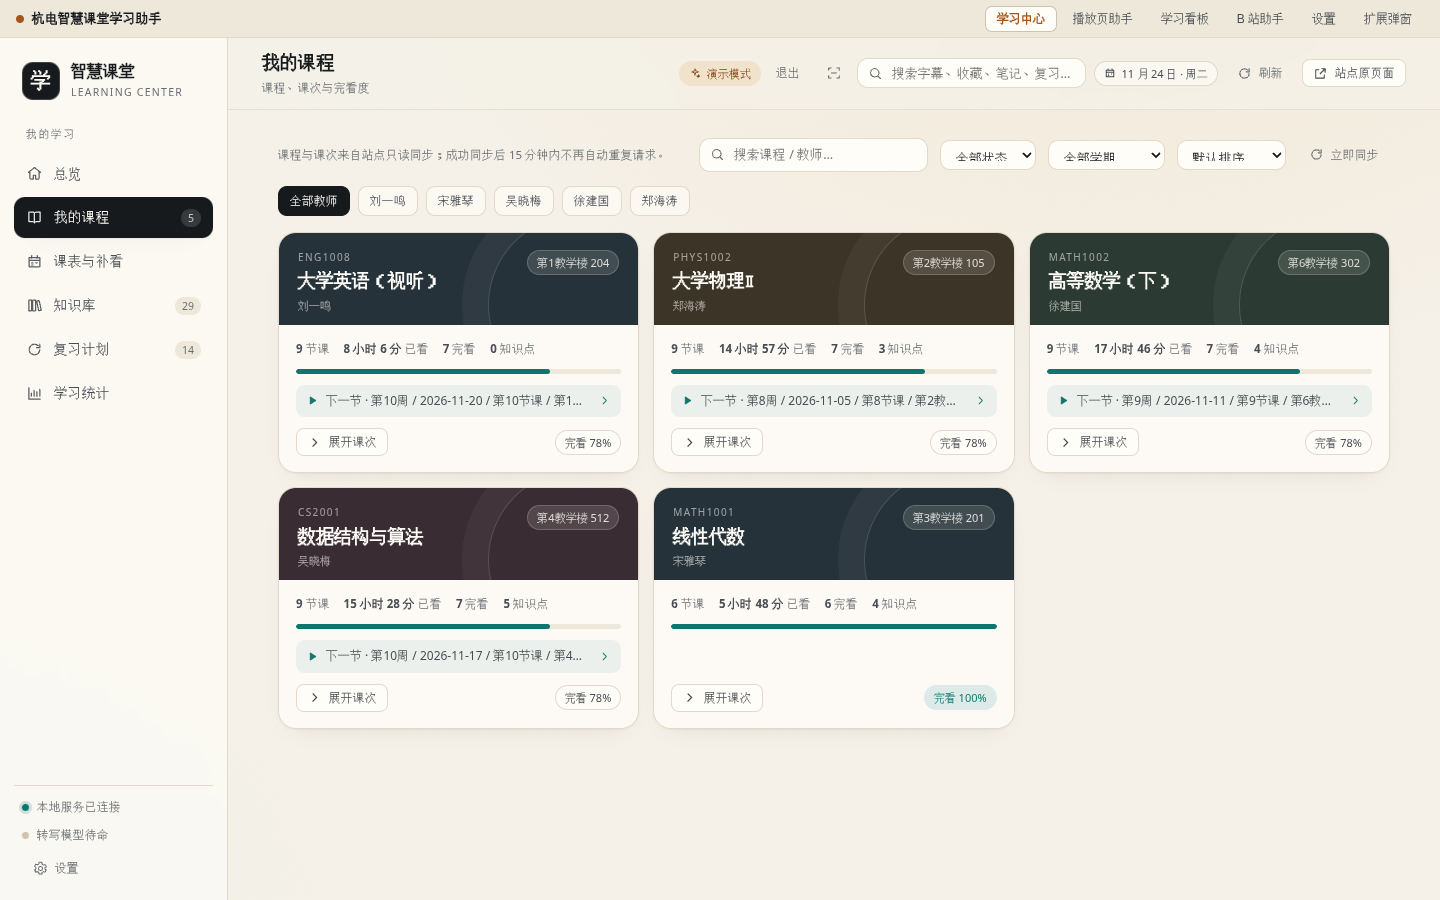 杭电智慧课堂学习助手
学习中心
播放页助手
学习看板
B 站助手
设置
扩展弹窗
学
智慧课堂
LEARNING CENTER
我的学习
总览
我的课程
5
课表与补看
知识库
29
复习计划
14
学习统计
本地服务已连接
转写模型待命
设置
我的课程
课程、课次与完看度
演示模式
退出
搜索字幕、收藏、笔记、复习...
11 月 24 日 · 周二
刷新
站点原页面
课程与课次来自站点只读同步；成功同步后 15 分钟内不再自动重复请求。
搜索课程 / 教师...
全部状态
全部学期
默认排序
立即同步
全部教师
刘一鸣
宋雅琴
吴晓梅
徐建国
郑海涛
ENG1008
第1教学楼 204
大学英语（视听）
刘一鸣
9 节课 8 小时 6 分 已看 7 完看 0 知识点
下一节 · 第10周 / 2026-11-20 / 第10节课 / 第1...
展开课次
完看 78%
PHYS1002
第2教学楼 105
大学物理Ⅱ
郑海涛
9 节课 14 小时 57 分 已看 7 完看 3 知识点
下一节 · 第8周 / 2026-11-05 / 第8节课 / 第2教...
展开课次
完看 78%
MATH1002
第6教学楼 302
高等数学（下）
徐建国
9 节课 17 小时 46 分 已看 7 完看 4 知识点
下一节 · 第9周 / 2026-11-11 / 第9节课 / 第6教...
展开课次
完看 78%
CS2001
第4教学楼 512
数据结构与算法
吴晓梅
9 节课 15 小时 28 分 已看 7 完看 5 知识点
下一节 · 第10周 / 2026-11-17 / 第10节课 / 第4...
展开课次
完看 78%
MATH1001
第3教学楼 201
线性代数
宋雅琴
6 节课 5 小时 48 分 已看 6 完看 4 知识点
展开课次
完看 100%